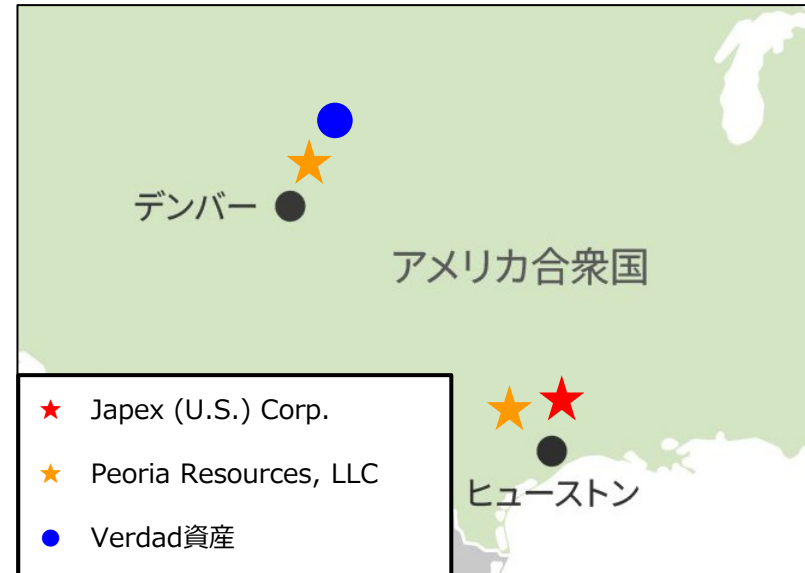 デンバー
アメリカ合衆国
ヒューストン
Japex (U.S.) Corp.
Peoria Resources, LLC
Verdad資産